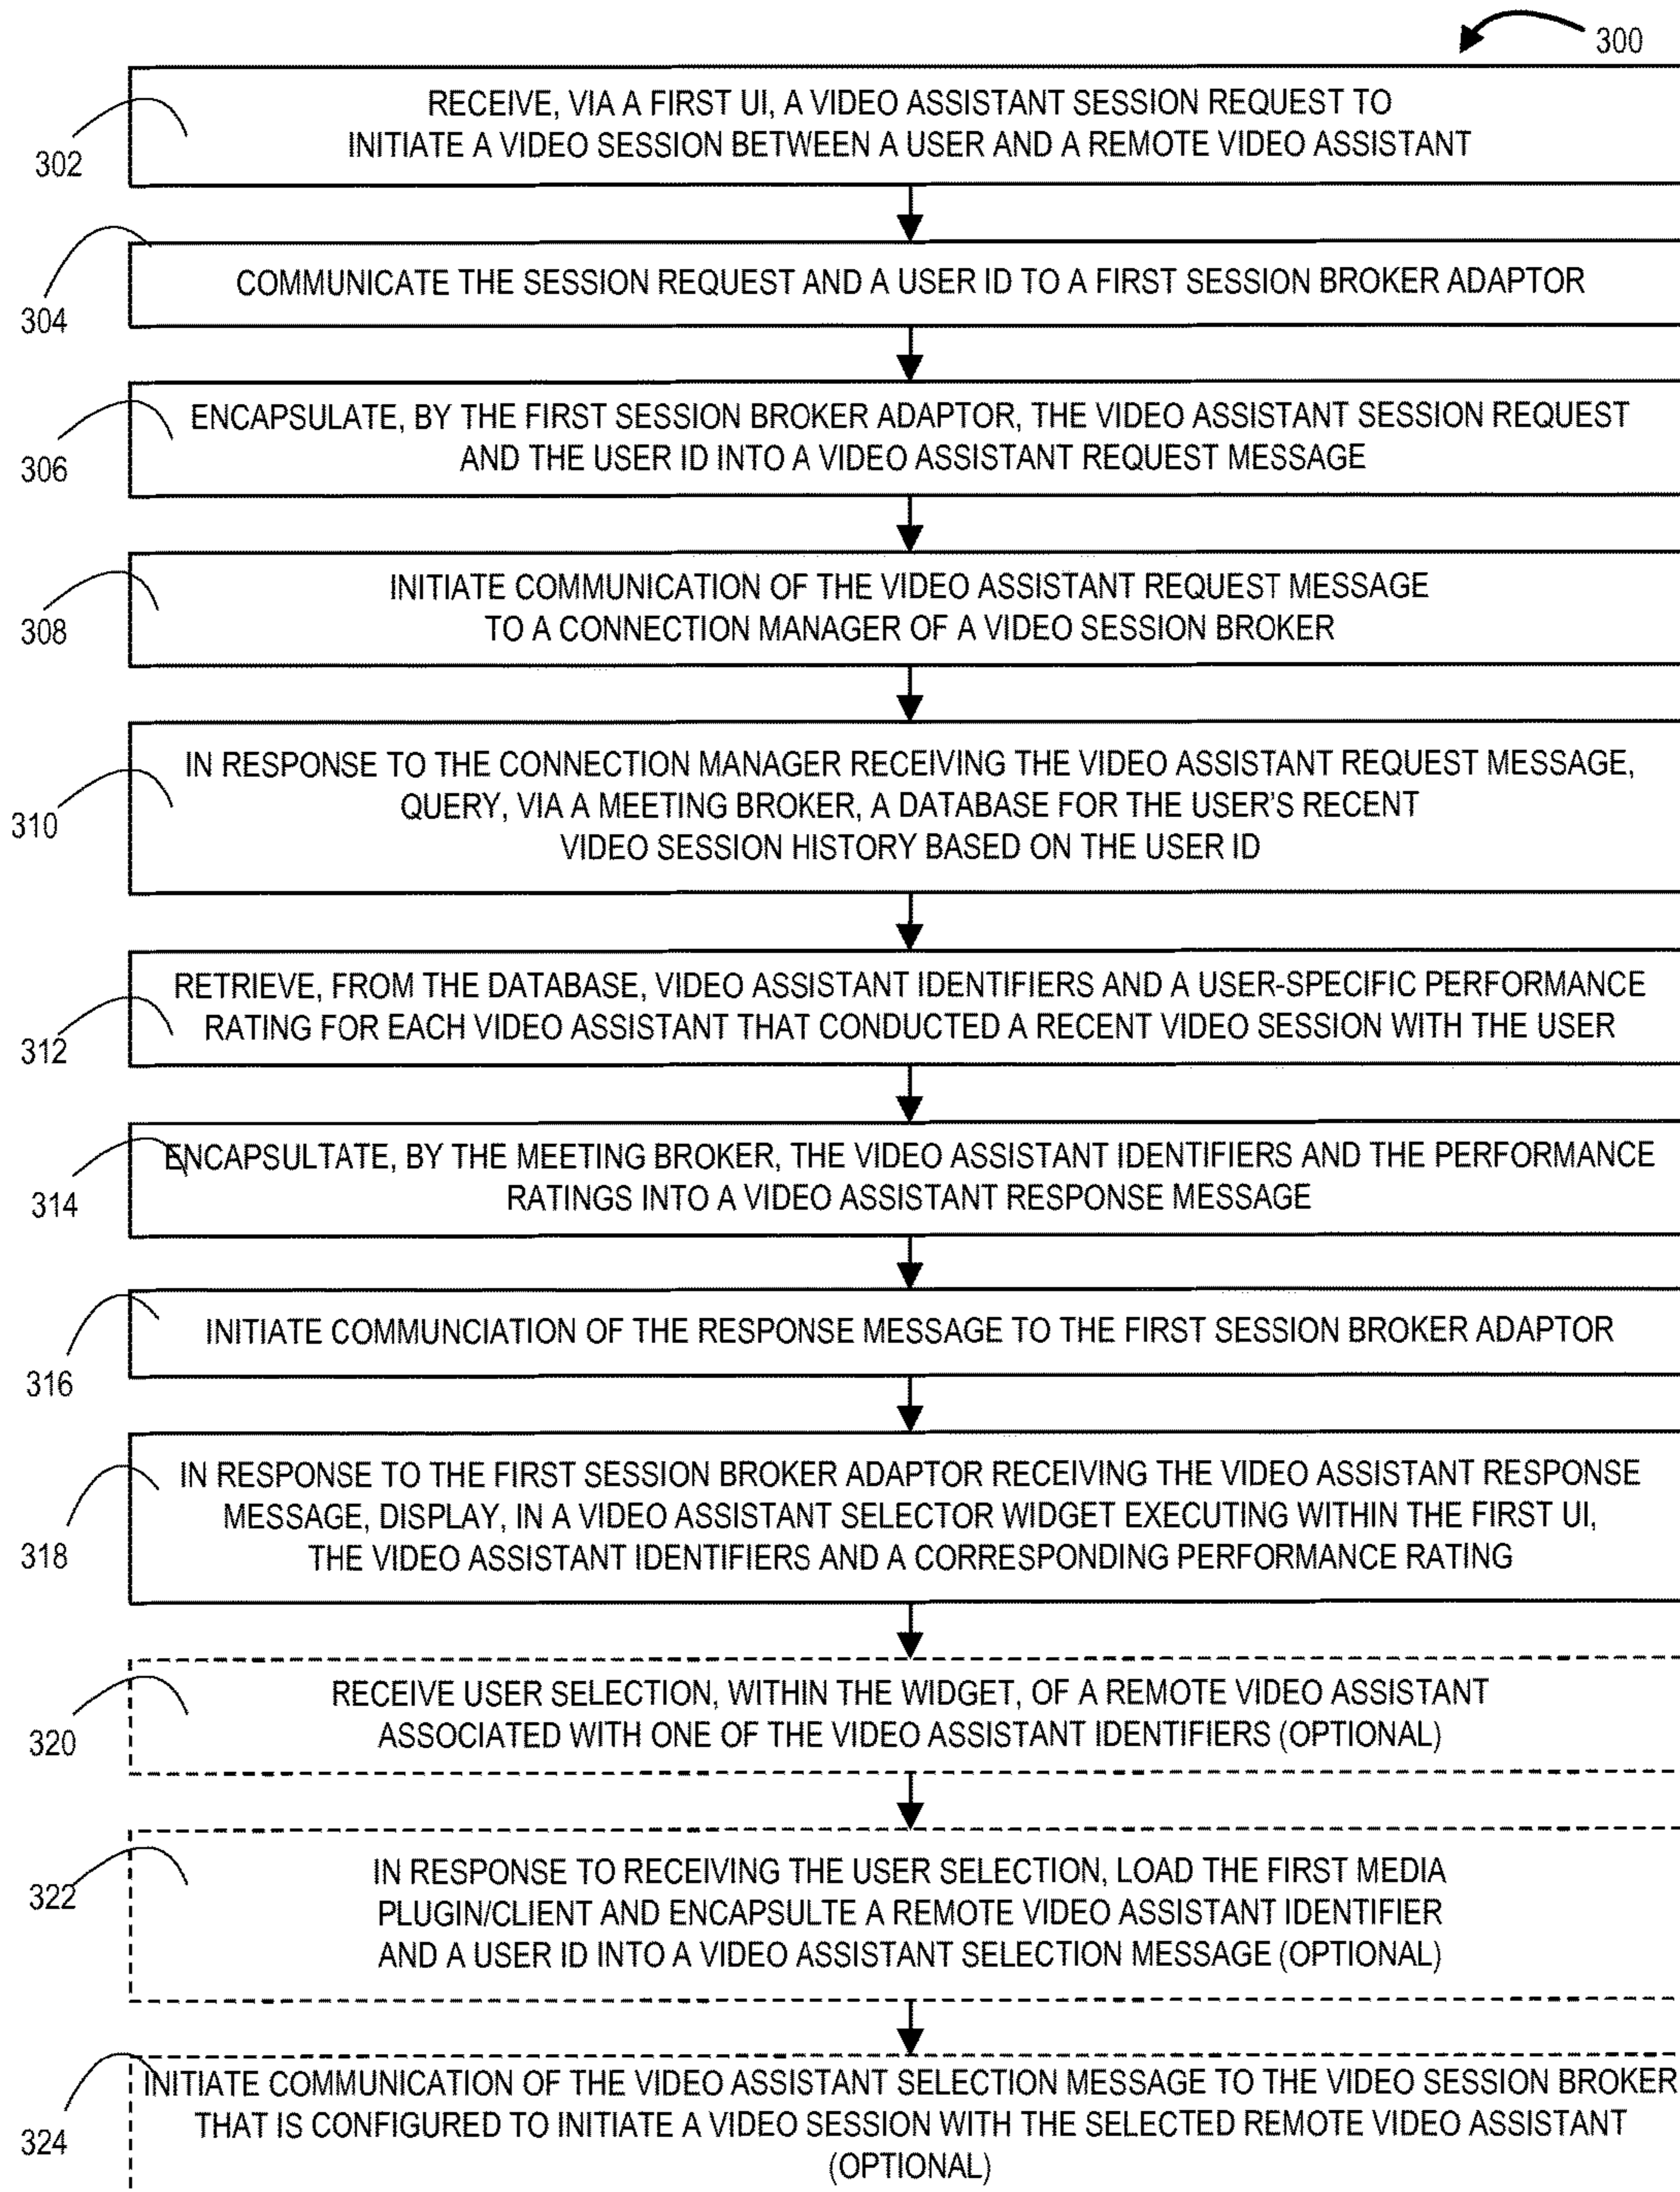 300
302
RECEIVE, VIA A FIRST UI, A VIDEO ASSISTANT SESSION REQUEST TO
INITIATE A VIDEO SESSION BETWEEN A USER AND A REMOTE VIDEO ASSISTANT
304
COMMUNICATE THE SESSION REQUEST AND A USER ID TO A FIRST SESSION BROKER ADAPTOR
306
ENCAPSULATE, BY THE FIRST SESSION BROKER ADAPTOR, THE VIDEO ASSISTANT SESSION REQUEST
AND THE USER ID INTO A VIDEO ASSISTANT REQUEST MESSAGE
308
INITIATE COMMUNICATION OF THE VIDEO ASSISTANT REQUEST MESSAGE
TO A CONNECTION MANAGER OF A VIDEO SESSION BROKER
310
IN RESPONSE TO THE CONNECTION MANAGER RECEIVING THE VIDEO ASSISTANT REQUEST MESSAGE,
QUERY, VIA A MEETING BROKER, A DATABASE FOR THE USER'S RECENT
VIDEO SESSION HISTORY BASED ON THE USER ID
312
RETRIEVE, FROM THE DATABASE, VIDEO ASSISTANT IDENTIFIERS AND A USER-SPECIFIC PERFORMANCE
RATING FOR EACH VIDEO ASSISTANT THAT CONDUCTED A RECENT VIDEO SESSION WITH THE USER
314
ENCAPSULTATE, BY THE MEETING BROKER, THE VIDEO ASSISTANT IDENTIFIERS AND THE PERFORMANCE
RATINGS INTO A VIDEO ASSISTANT RESPONSE MESSAGE
316
INITIATE COMMUNCIATION OF THE RESPONSE MESSAGE TO THE FIRST SESSION BROKER ADAPTOR
318
IN RESPONSE TO THE FIRST SESSION BROKER ADAPTOR RECEIVING THE VIDEO ASSISTANT RESPONSE
MESSAGE, DISPLAY, IN A VIDEO ASSISTANT SELECTOR WIDGET EXECUTING WITHIN THE FIRST UI,
THE VIDEO ASSISTANT IDENTIFIERS AND A CORRESPONDING PERFORMANCE RATING
320
RECEIVE USER SELECTION, WITHIN THE WIDGET, OF A REMOTE VIDEO ASSISTANT
ASSOCIATED WITH ONE OF THE VIDEO ASSISTANT IDENTIFIERS (OPTIONAL)
322
IN RESPONSE TO RECEIVING THE USER SELECTION, LOAD THE FIRST MEDIA
PLUGIN/CLIENT AND ENCAPSULTE A REMOTE VIDEO ASSISTANT IDENTIFIER
AND A USER ID INTO A VIDEO ASSISTANT SELECTION MESSAGE (OPTIONAL)
324
INITIATE COMMUNICATION OF THE VIDEO ASSISTANT SELECTION MESSAGE TO THE VIDEO SESSION BROKER
THAT IS CONFIGURED TO INITIATE A VIDEO SESSION WITH THE SELECTED REMOTE VIDEO ASSISTANT
(OPTIONAL)